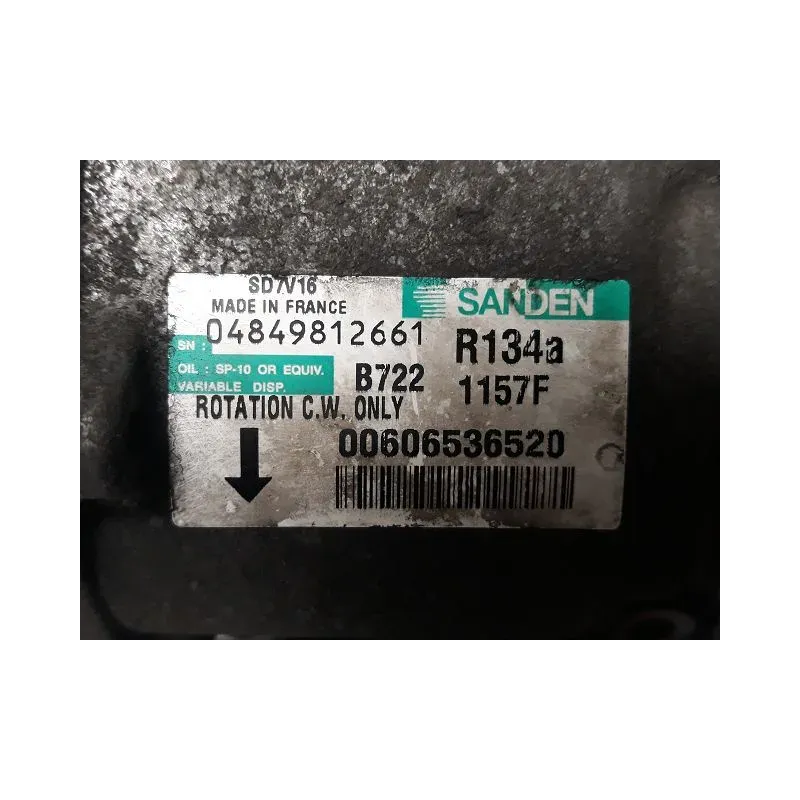 SD7V16
MADE IN FRANCE
SANDEN
SN : 04849812661
R134a
OIL : SP-10 OR EQUIV.
VARIABLE DISP.
B722
1157F
ROTATION C.W. ONLY
00606536520